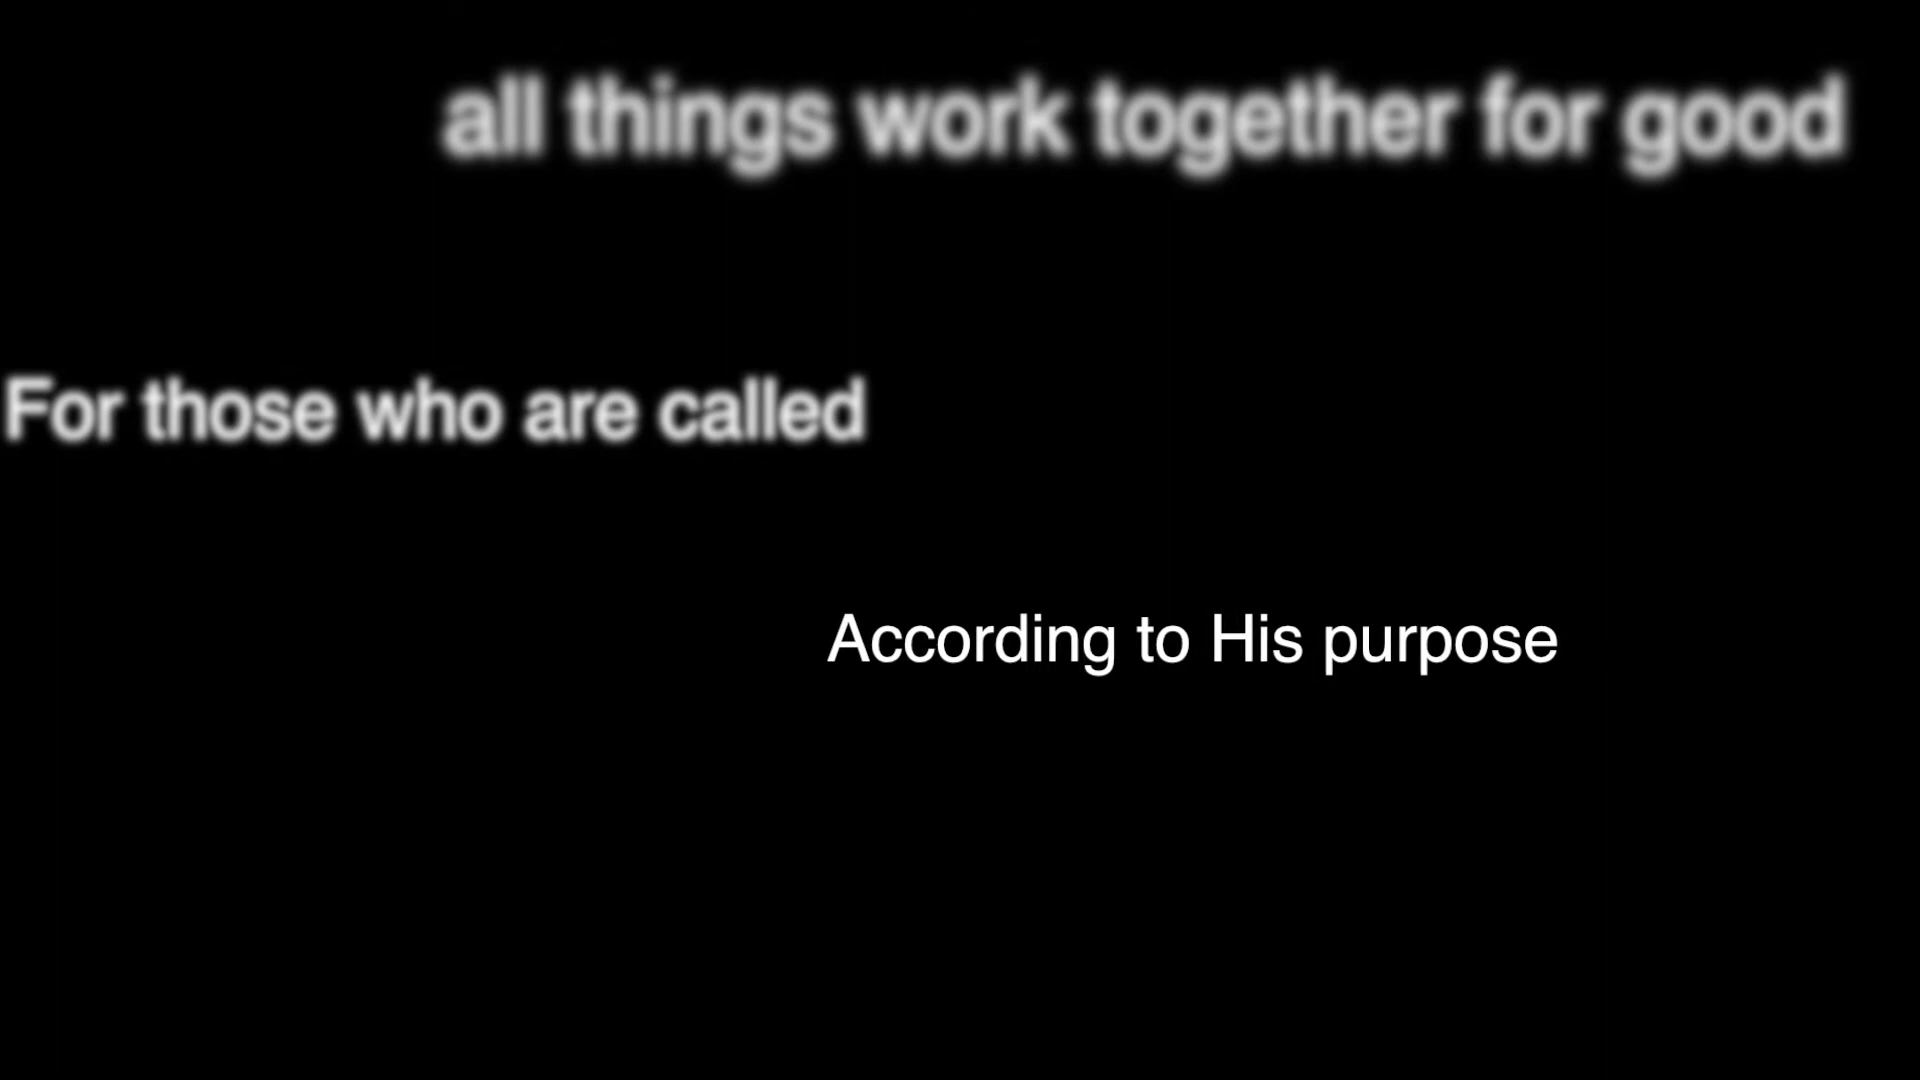 all things work together for good
For those who are called
According to His purpose